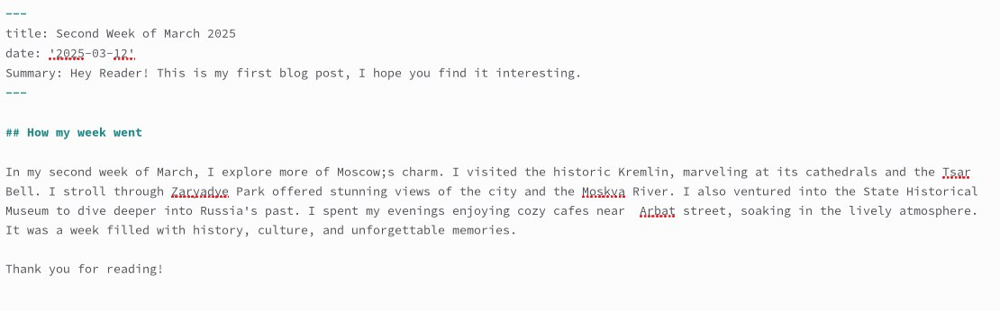 ---
title: Second Week of March 2025
date: '2025-03-12'
Summary: Hey Reader! This is my first blog post, I hope you find it interesting.
---
## How my week went
In my second week of March, I explore more of Moscow;s charm. I visited the historic Kremlin, marveling at its cathedrals and the Tsar
Bell. I stroll through Zaryadye Park offered stunning views of the city and the Moskva River. I also ventured into the State Historical
Museum to dive deeper into Russia's past. I spent my evenings enjoying cozy cafes near  Arbat street, soaking in the lively atmosphere.
It was a week filled with history, culture, and unforgettable memories.
Thank you for reading!